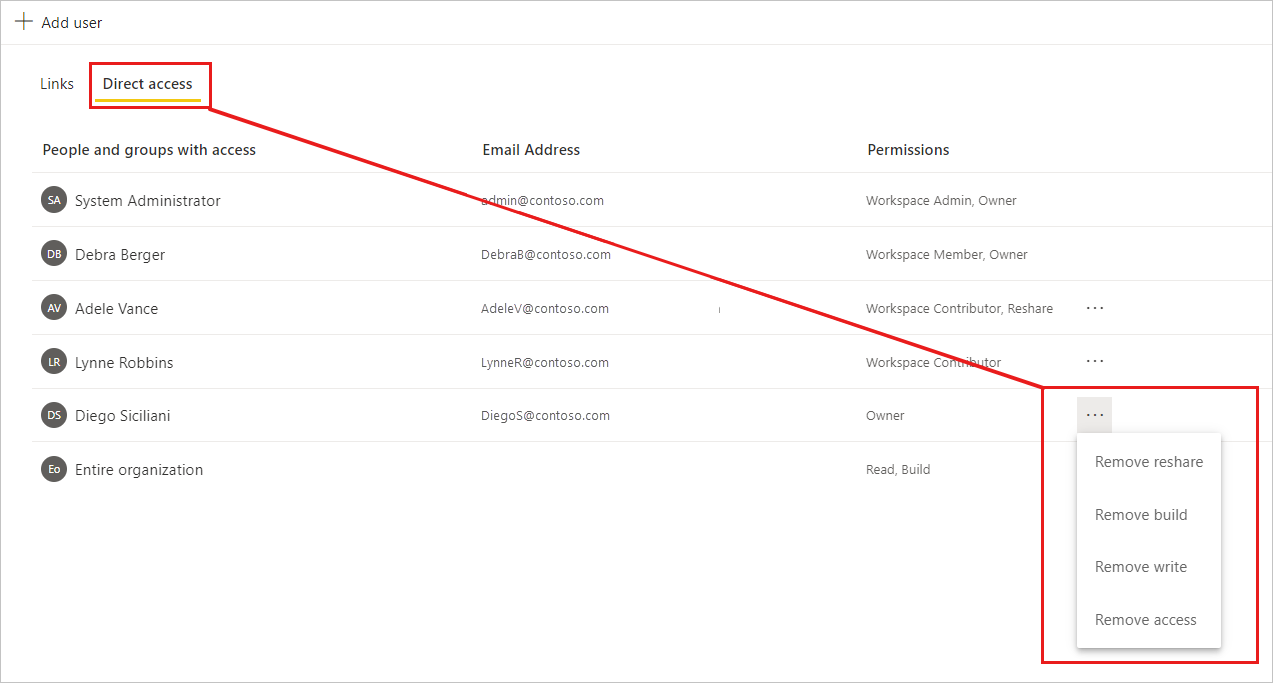 Add user
Links Direct access
People and groups with access Email Address Permissions
SA System Administrator admin@contoso.com Workspace Admin, Owner
DB Debra Berger DebraB@contoso.com Workspace Member, Owner
AV Adele Vance AdeleV@contoso.com Workspace Contributor, Reshare ...
LR Lynne Robbins LynneR@contoso.com Workspace Contributor ...
DS Diego Siciliani DiegoS@contoso.com Owner ...
Eo Entire organization Read, Build
Remove reshare
Remove build
Remove write
Remove access